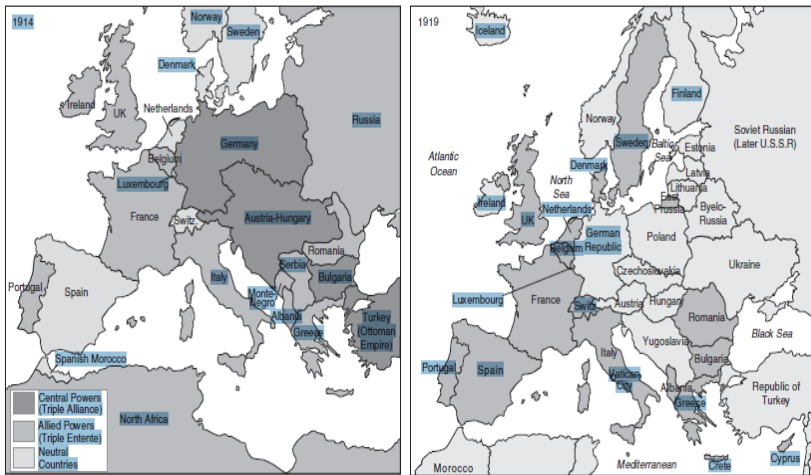 1914
Norway
Sweden
Denmark
Ireland
UK
Netherlands
Russia
Germany
Belgium
Luxembourg
France
Austria-Hungary
Switz.
Romania
Serbia
Italy
Bulgaria
Portugal
Spain
Monte-
Negro
Albania
Greece
Turkey
(Ottoman
Empire)
Spanish Morocco
Central Powers
(Triple Alliance)
Allied Powers
(Triple Entente)
Neutral
Countries
North Africa
1919
Iceland
Finland
Norway
Sweden
Soviet Russian
(Later U.S.S.R)
Baltic
Sea
Estonia
Atlantic
Ocean
Denmark
Latvia
North
Sea
Lithuania
East
Prussia
Ireland
Netherlands
Byelo-
Russia
UK
German
Republic
Belgium
Poland
Ukraine
Czechoslovakia
Luxembourg
France
Switz
Austria
Hungary
Romania
Black Sea
Yugoslavia
Italy
Bulgaria
Portugal
Spain
Vatican
City
Albania
Greece
Republic of
Turkey
Morocco
Mediterranean
Crete
Cyprus